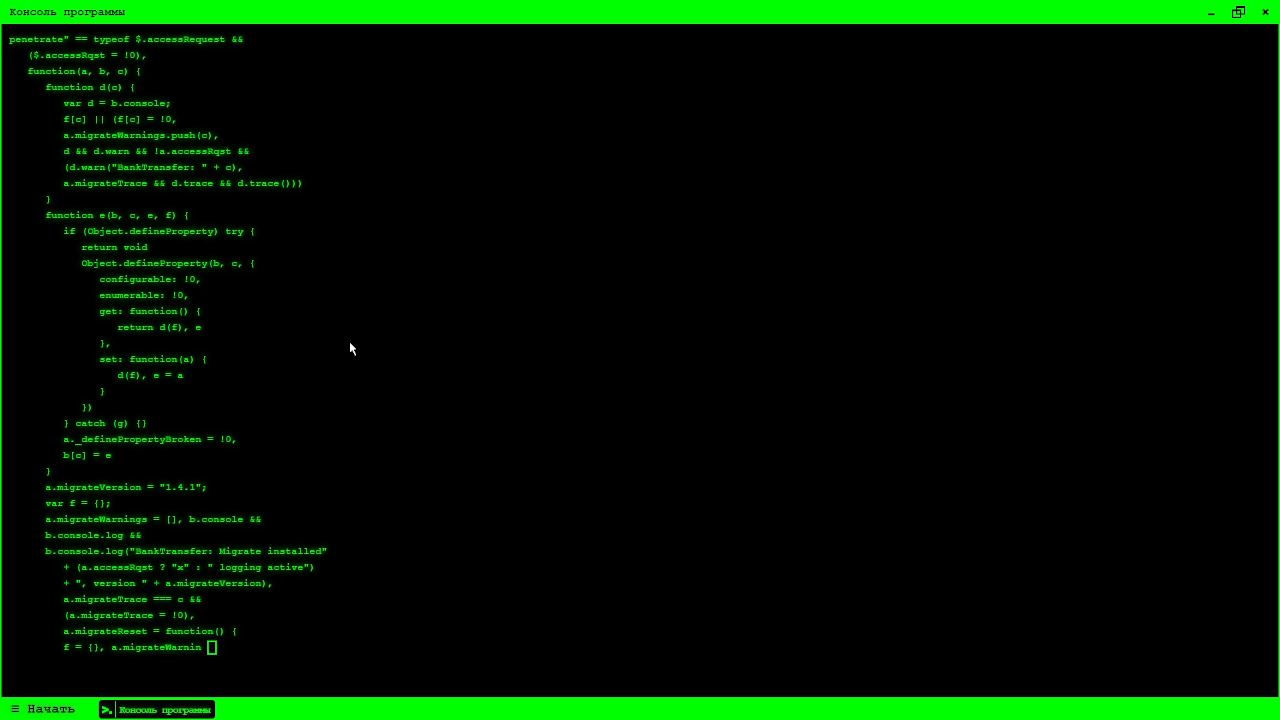 Консоль программы
penetrate" == typeof $.accessRequest &&
($.accessRqst = !0),
function(a, b, c) {
function d(c) {
var d = b.console;
f[c] || (f[c] = !0,
a.migrateWarnings.push(c),
d && d.warn && !a.accessRqst &&
(d.warn("BankTransfer: " + c),
a.migrateTrace && d.trace && d.trace()))
}
function e(b, c, e, f) {
if (Object.defineProperty) try {
return void
Object.defineProperty(b, c, {
configurable: !0,
enumerable: !0,
get: function() {
return d(f), e
},
set: function(a) {
d(f), e = a
}
})
} catch (g) {}
a._definePropertyBroken = !0,
b[c] = e
}
a.migrateVersion = "1.4.1";
var f = {};
a.migrateWarnings = [], b.console &&
b.console.log &&
b.console.log("BankTransfer: Migrate installed"
+ (a.accessRqst ? "x" : " logging active")
+ ", version " + a.migrateVersion),
a.migrateTrace === c &&
(a.migrateTrace = !0),
a.migrateReset = function() {
f = {}, a.migrateWarnin
≡ Начать
>. Консоль программы